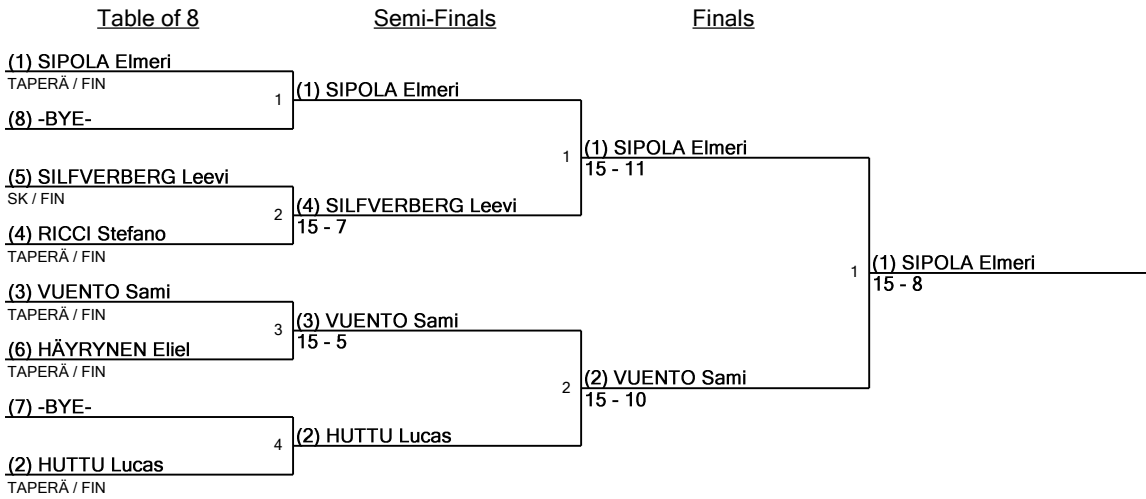 Table of 8
Semi-Finals
Finals
(1) SIPOLA Elmeri
TAPERÄ / FIN
1
(8) -BYE-
(5) SILFVERBERG Leevi
SK / FIN
2
(4) RICCI Stefano
TAPERÄ / FIN
(3) VUENTO Sami
TAPERÄ / FIN
3
(6) HÄYRYNEN Eliel
TAPERÄ / FIN
(7) -BYE-
4
(2) HUTTU Lucas
TAPERÄ / FIN
(1) SIPOLA Elmeri
1
(4) SILFVERBERG Leevi
15 - 7
(3) VUENTO Sami
15 - 5
2
(2) HUTTU Lucas
(1) SIPOLA Elmeri
15 - 11
1
(2) VUENTO Sami
15 - 10
(1) SIPOLA Elmeri
15 - 8